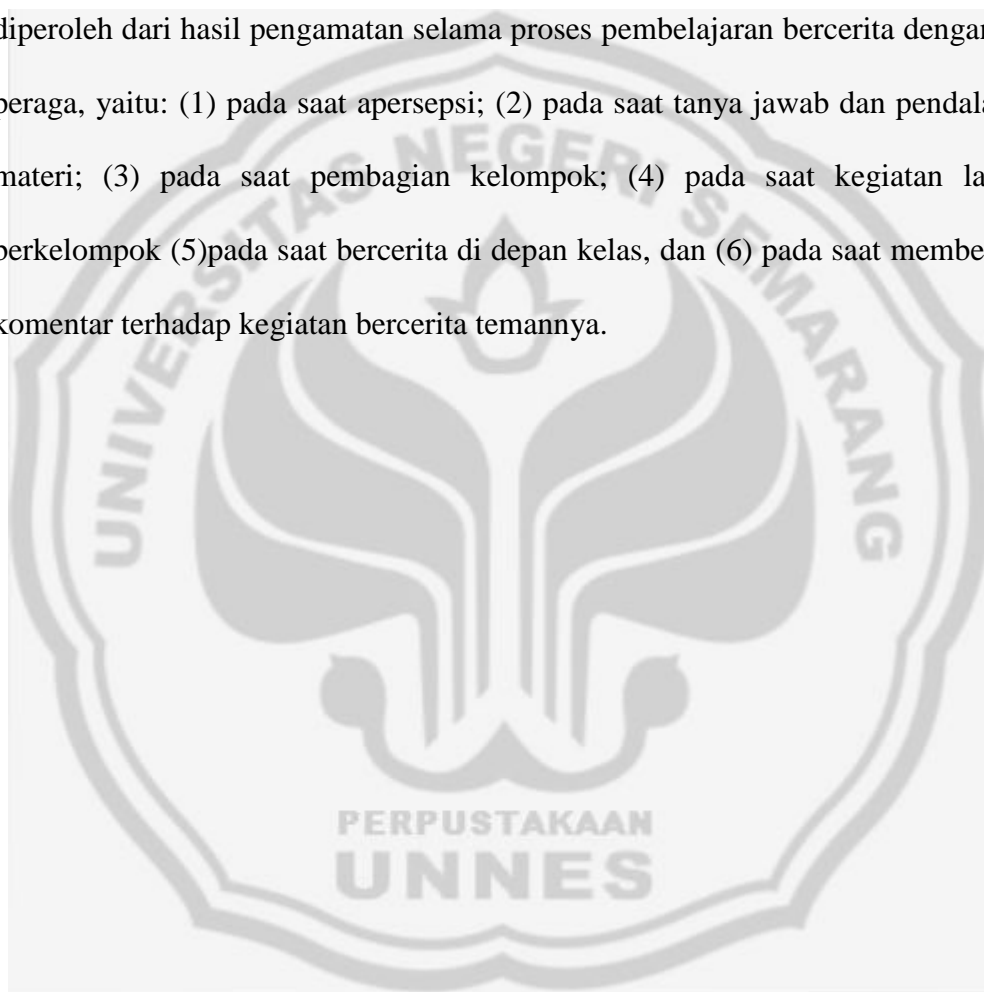 diperoleh dari hasil pengamatan selama proses pembelajaran bercerita dengan
peraga, yaitu: (1) pada saat apersepsi; (2) pada saat tanya jawab dan
materi; (3) pada saat pembagian kelompok; (4) pada saat kegiatan
berkelompok (5)pada saat bercerita di depan kelas, dan (6) pada saat
komentar terhadap kegiatan bercerita temannya.
UNIVERSITAS NEGERI SEMARANG
PERPUSTAKAAN
UNNES